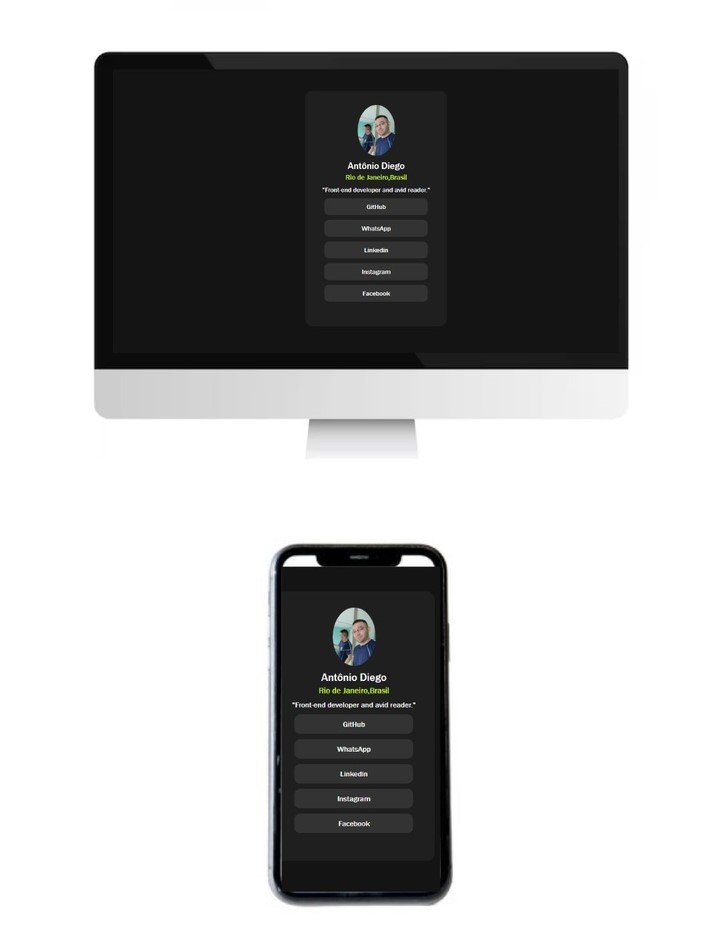 Antônio Diego
Rio de Janeiro,Brasil
"Front-end developer and avid reader."
GitHub
WhatsApp
Linkedin
Instagram
Facebook
Antônio Diego
Rio de Janeiro,Brasil
"Front-end developer and avid reader."
GitHub
WhatsApp
Linkedin
Instagram
Facebook